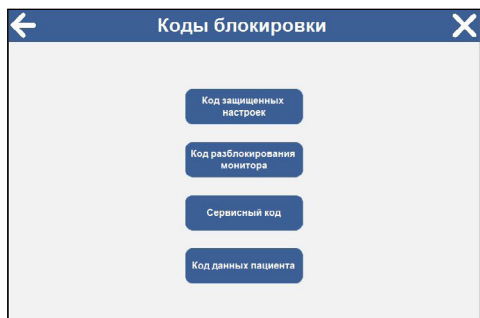 Коды блокировки
Код защищенных
настроек
Код разблокирования
монитора
Сервисный код
Код данных пациента